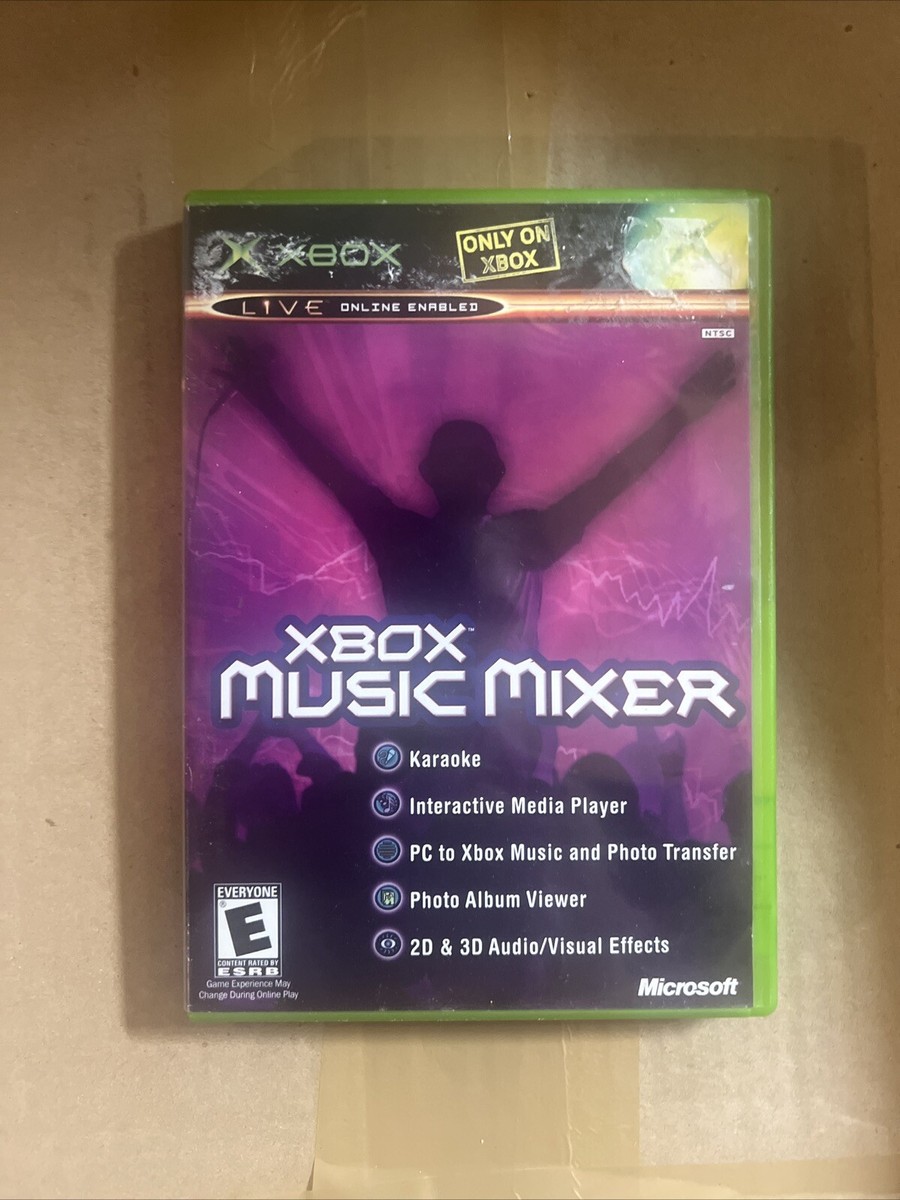 XBOX
ONLY ON
XBOX
LIVE ONLINE ENABLED
NTSC
XBOX™
MUSIC MIXER
Karaoke
Interactive Media Player
PC to Xbox Music and Photo Transfer
Photo Album Viewer
2D & 3D Audio/Visual Effects
EVERYONE
E®
CONTENT RATED BY
ESRB
Game Experience May
Change During Online Play
Microsoft